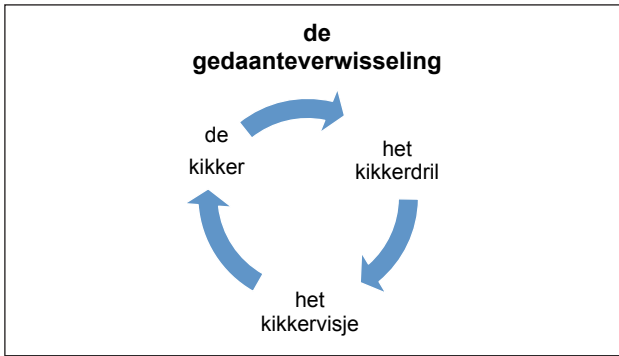 de
gedaanteverwisseling
de
kikker
het
kikkerdril
het
kikkervisje